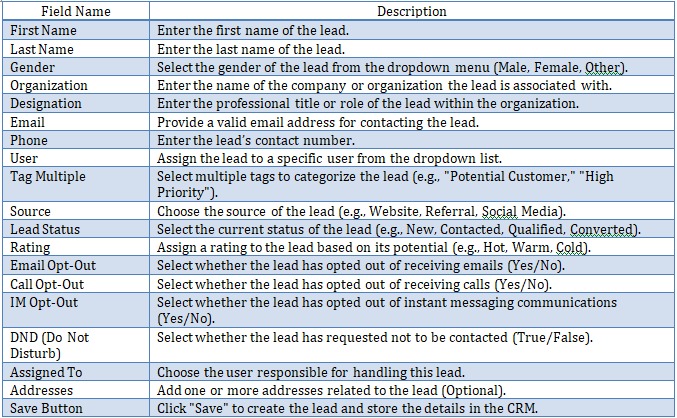 Field Name Description
First Name Enter the first name of the lead.
Last Name Enter the last name of the lead.
Gender Select the gender of the lead from the dropdown menu (Male, Female, Other).
Organization Enter the name of the company or organization the lead is associated with.
Designation Enter the professional title or role of the lead within the organization.
Email Provide a valid email address for contacting the lead.
Phone Enter the lead's contact number.
User Assign the lead to a specific user from the dropdown list.
Tag Multiple Select multiple tags to categorize the lead (e.g., "Potential Customer," "High
Priority").
Source Choose the source of the lead (e.g., Website, Referral, Social Media).
Lead Status Select the current status of the lead (e.g., New, Contacted, Qualified, Converted).
Rating Assign a rating to the lead based on its potential (e.g., Hot, Warm, Cold).
Email Opt-Out Select whether the lead has opted out of receiving emails (Yes/No).
Call Opt-Out Select whether the lead has opted out of receiving calls (Yes/No).
IM Opt-Out Select whether the lead has opted out of instant messaging communications
(Yes/No).
DND (Do Not
Disturb) Select whether the lead has requested not to be contacted (True/False).
Assigned To Choose the user responsible for handling this lead.
Addresses Add one or more addresses related to the lead (Optional).
Save Button Click "Save" to create the lead and store the details in the CRM.